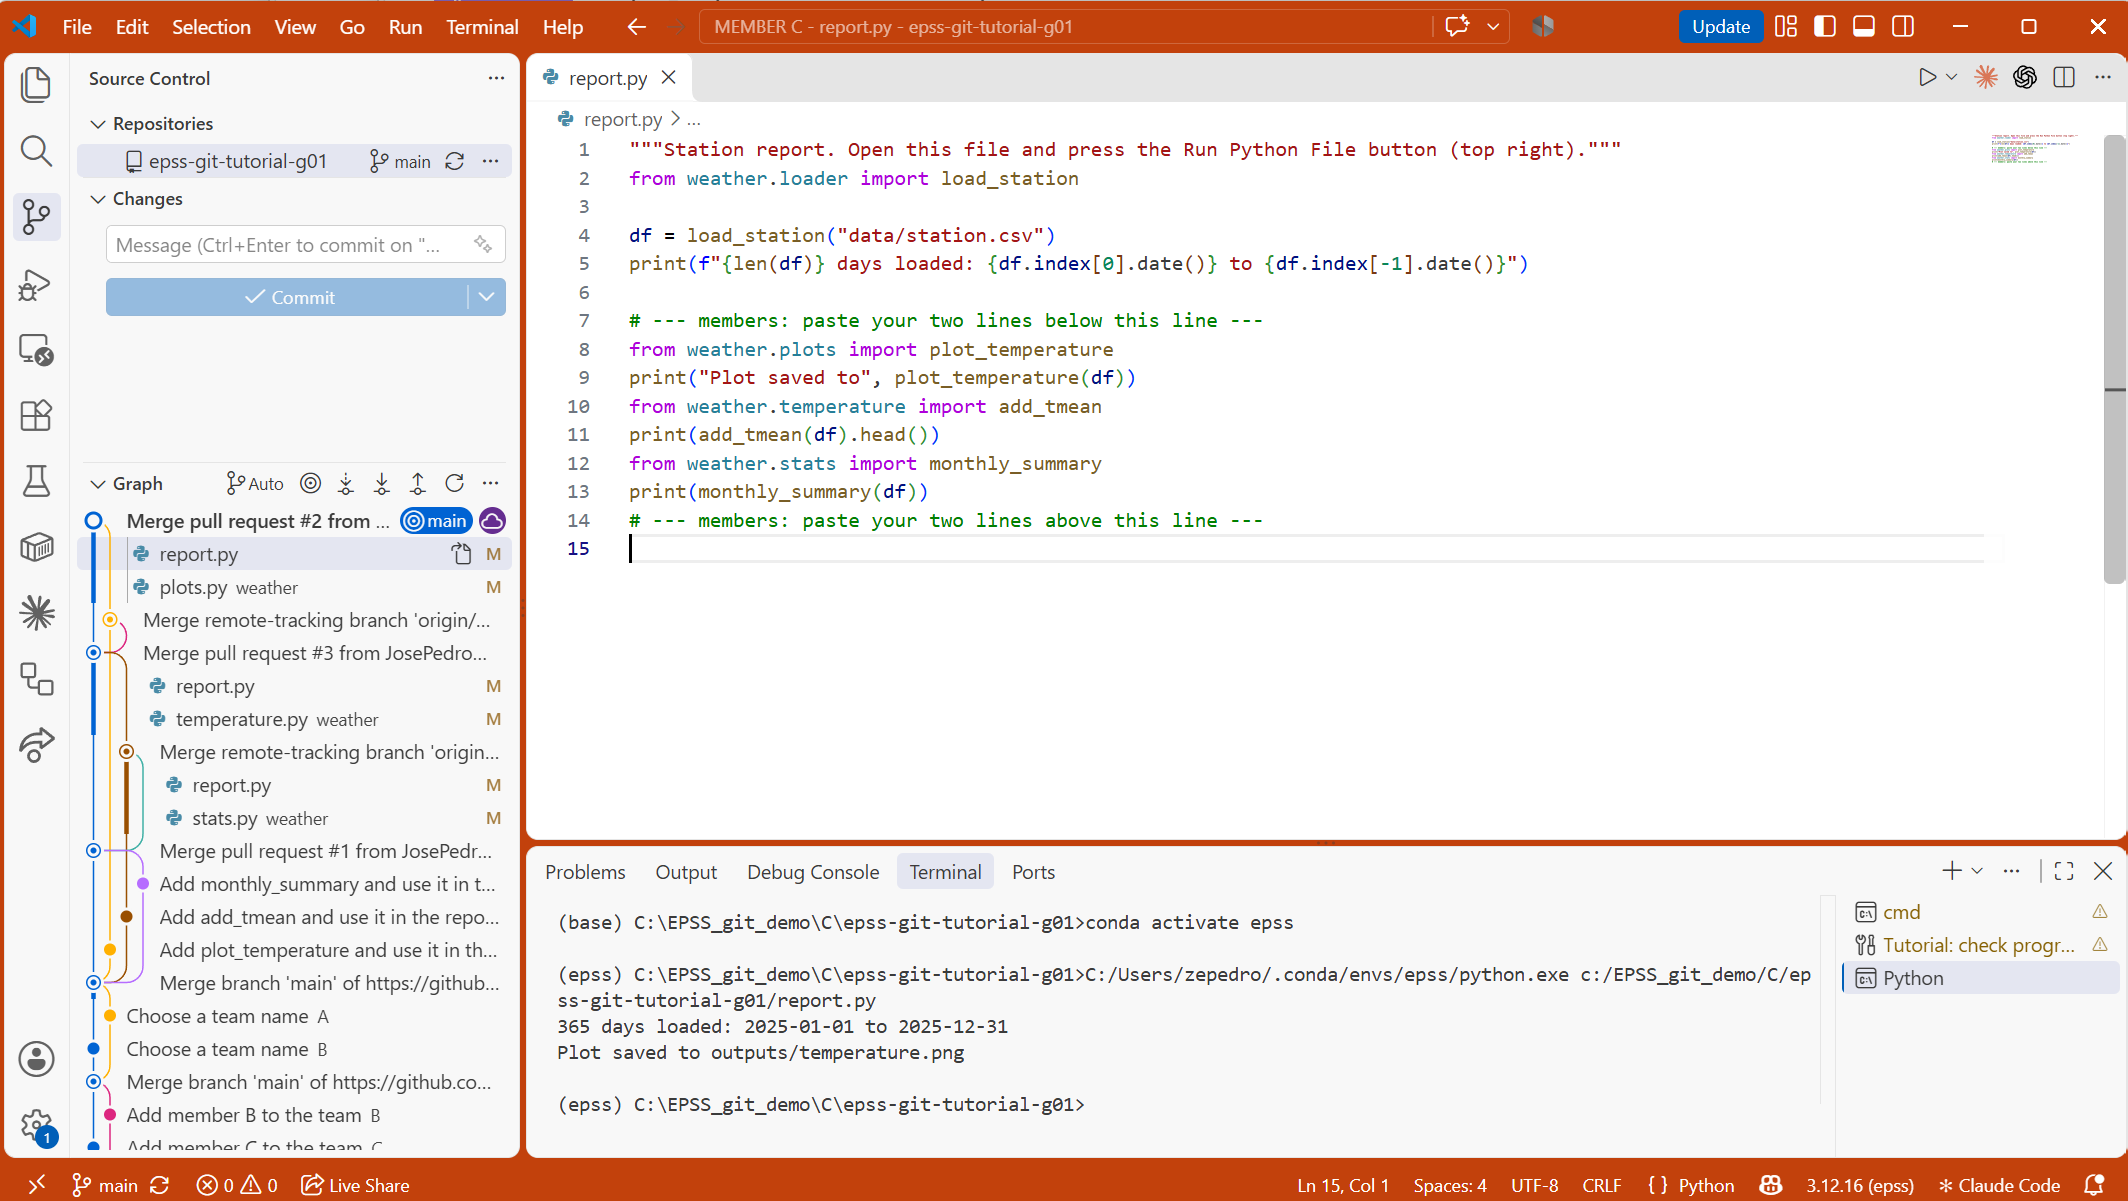 File Edit Selection View Go Run Terminal Help
MEMBER C - report.py - epss-git-tutorial-g01
Update
Source Control
Repositories
epss-git-tutorial-g01 main
Changes
Message (Ctrl+Enter to commit on "...
Commit
Graph Auto
Merge pull request #2 from ... main
report.py M
plots.py weather M
Merge remote-tracking branch 'origin/...
Merge pull request #3 from JosePedro...
report.py M
temperature.py weather M
Merge remote-tracking branch 'origin...
report.py M
stats.py weather M
Merge pull request #1 from JosePedr...
Add monthly_summary and use it in t...
Add add_tmean and use it in the repo...
Add plot_temperature and use it in th...
Merge branch 'main' of https://github...
Choose a team name A
Choose a team name B
Merge branch 'main' of https://github.co...
Add member B to the team B
Add member C to the team C
1
report.py
report.py > ...
1 """Station report. Open this file and press the Run Python File button (top right)."""
2 from weather.loader import load_station
3
4 df = load_station("data/station.csv")
5 print(f"{len(df)} days loaded: {df.index[0].date()} to {df.index[-1].date()}")
6
7 # --- members: paste your two lines below this line ---
8 from weather.plots import plot_temperature
9 print("Plot saved to", plot_temperature(df))
10 from weather.temperature import add_tmean
11 print(add_tmean(df).head())
12 from weather.stats import monthly_summary
13 print(monthly_summary(df))
14 # --- members: paste your two lines above this line ---
15
Problems Output Debug Console Terminal Ports
(base) C:\EPSS_git_demo\C\epss-git-tutorial-g01>conda activate epss
(epss) C:\EPSS_git_demo\C\epss-git-tutorial-g01>C:/Users/zepedro/.conda/envs/epss/python.exe c:/EPSS_git_demo/C/ep
ss-git-tutorial-g01/report.py
365 days loaded: 2025-01-01 to 2025-12-31
Plot saved to outputs/temperature.png
(epss) C:\EPSS_git_demo\C\epss-git-tutorial-g01>
cmd
Tutorial: check progr...
Python
main 0 0 Live Share
Ln 15, Col 1 Spaces: 4 UTF-8 CRLF { } Python 3.12.16 (epss) Claude Code